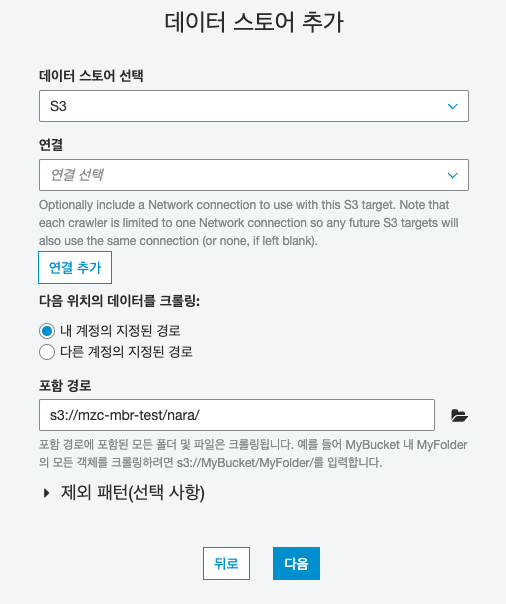 데이터 스토어 추가
데이터 스토어 선택
S3
연결
연결 선택
Optionally include a Network connection to use with this S3 target. Note that
each crawler is limited to one Network connection so any future S3 targets will
also use the same connection (or none, if left blank).
연결 추가
다음 위치의 데이터를 크롤링:
내 계정의 지정된 경로
다른 계정의 지정된 경로
포함 경로
s3://mzc-mbr-test/nara/
포함 경로에 포함된 모든 폴더 및 파일은 크롤링됩니다. 예를 들어 MyBucket 내 MyFolder
의 모든 객체를 크롤링하려면 s3://MyBucket/MyFolder/를 입력합니다.
제외 패턴(선택 사항)
뒤로 다음